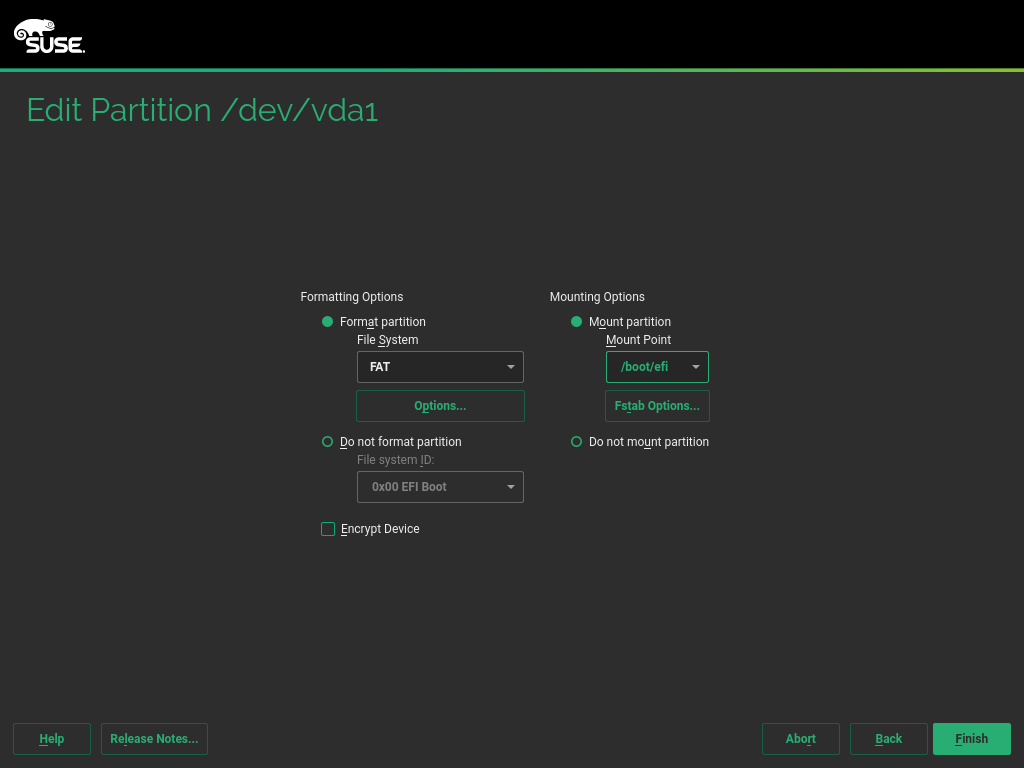 SUSE.
Edit Partition /dev/vda1
Formatting Options
Format partition
File System
FAT
Options...
Do not format partition
File system ID:
0x00 EFI Boot
Encrypt Device
Mounting Options
Mount partition
Mount Point
/boot/efi
Fstab Options...
Do not mount partition
Help
Release Notes...
Abort
Back
Finish